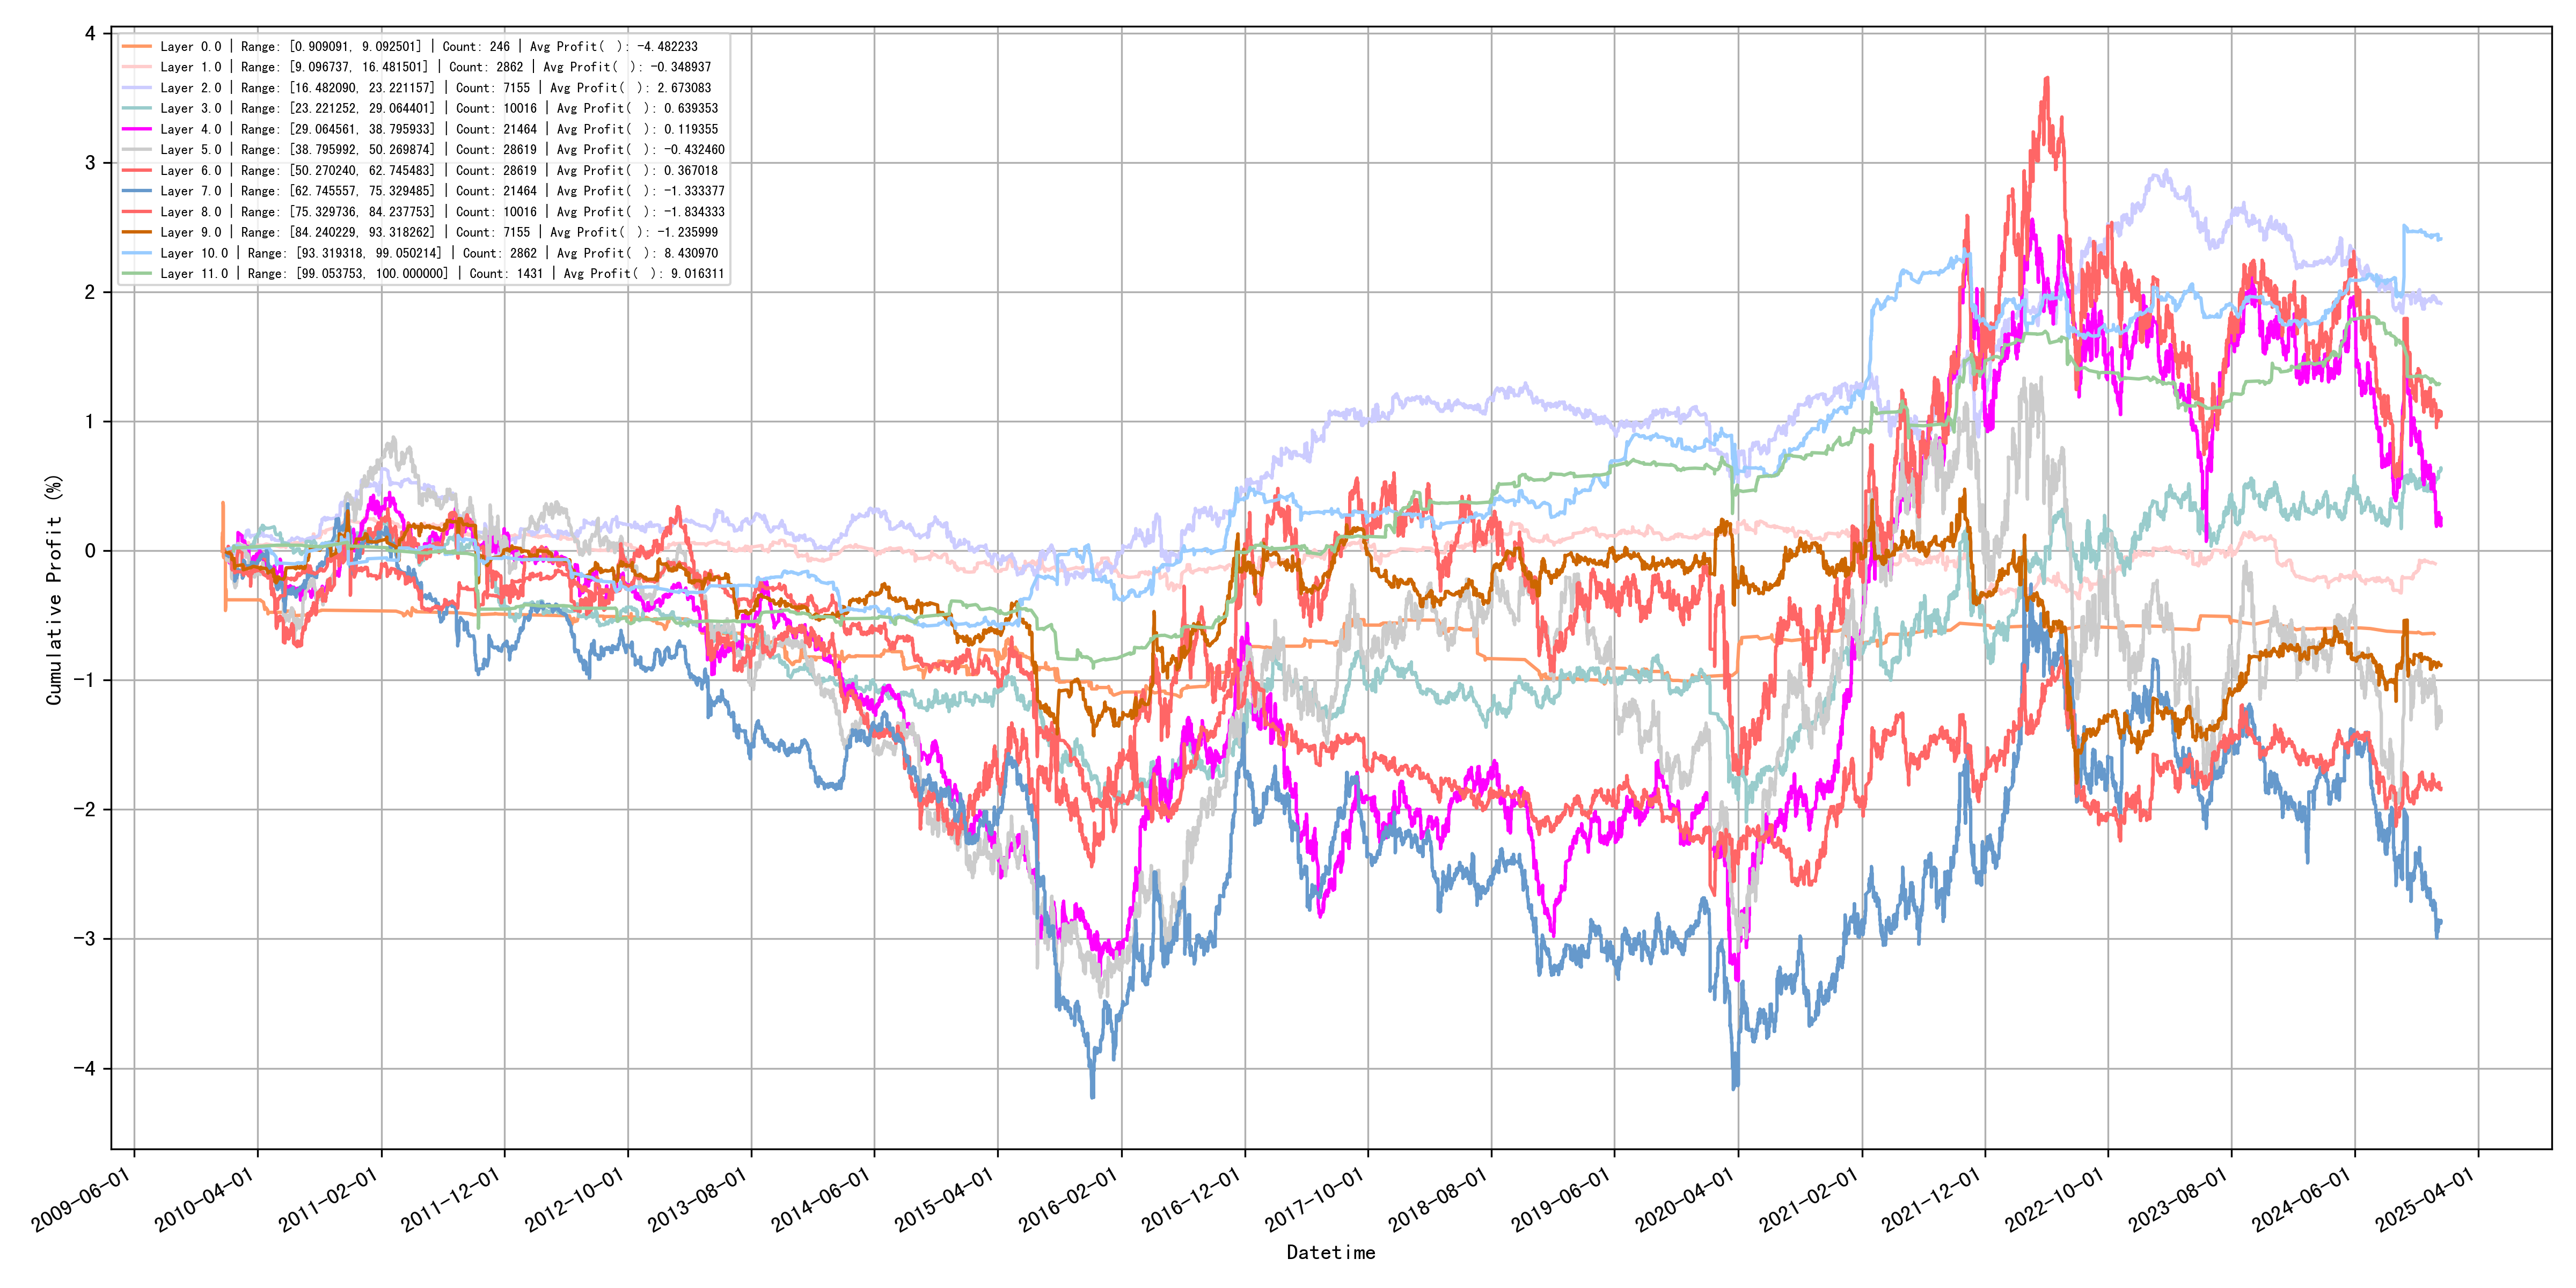 4
3
2
1
0
-1
-2
-3
-4
Cumulative Profit (%)
Layer 0.0 | Range: [0.909091, 9.092501] | Count: 246 | Avg Profit( ): -4.482233
Layer 1.0 | Range: [9.096737, 16.481501] | Count: 2862 | Avg Profit( ): -0.348937
Layer 2.0 | Range: [16.482090, 23.221157] | Count: 7155 | Avg Profit( ): 2.673083
Layer 3.0 | Range: [23.221252, 29.064401] | Count: 10016 | Avg Profit( ): 0.639353
Layer 4.0 | Range: [29.064561, 38.795933] | Count: 21464 | Avg Profit( ): 0.119355
Layer 5.0 | Range: [38.795992, 50.269874] | Count: 28619 | Avg Profit( ): -0.432460
Layer 6.0 | Range: [50.270240, 62.745483] | Count: 28619 | Avg Profit( ): 0.367018
Layer 7.0 | Range: [62.745557, 75.329485] | Count: 21464 | Avg Profit( ): -1.333377
Layer 8.0 | Range: [75.329736, 84.237753] | Count: 10016 | Avg Profit( ): -1.834333
Layer 9.0 | Range: [84.240229, 93.318262] | Count: 7155 | Avg Profit( ): -1.235999
Layer 10.0 | Range: [93.319318, 99.050214] | Count: 2862 | Avg Profit( ): 8.430970
Layer 11.0 | Range: [99.053753, 100.000000] | Count: 1431 | Avg Profit( ): 9.016311
2009-06-01
2010-04-01
2011-02-01
2011-12-01
2012-10-01
2013-08-01
2014-06-01
2015-04-01
2016-02-01
2016-12-01
2017-10-01
2018-08-01
2019-06-01
2020-04-01
2021-02-01
2021-12-01
2022-10-01
2023-08-01
2024-06-01
2025-04-01
Datetime